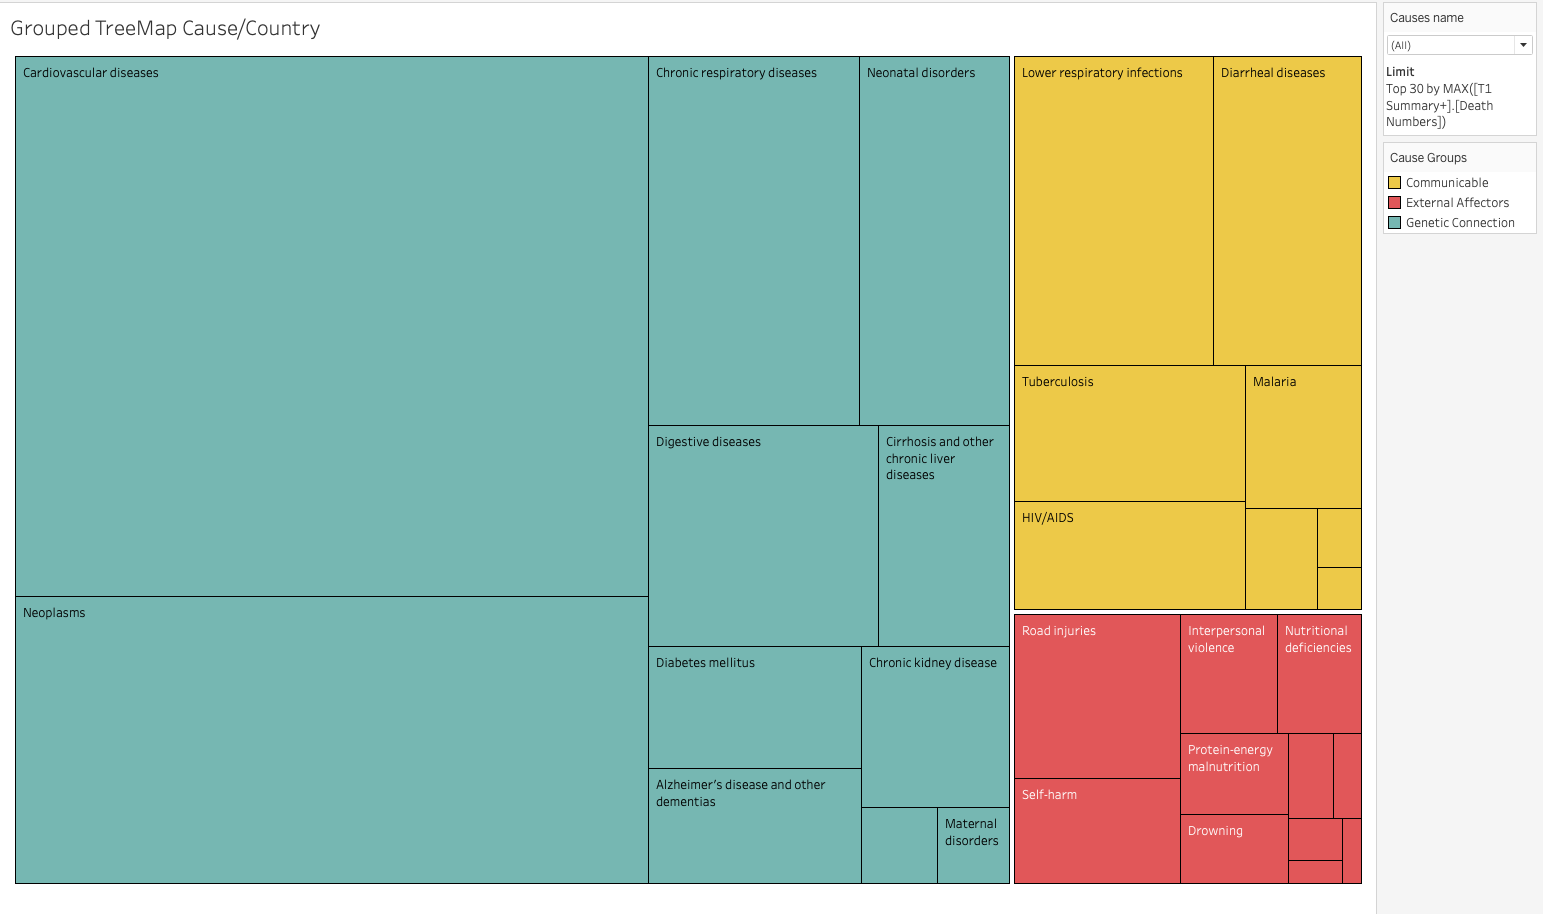 Grouped TreeMap Cause/Country
Cardiovascular diseases
Neoplasms
Chronic respiratory diseases
Neonatal disorders
Digestive diseases
Cirrhosis and other
chronic liver
diseases
Diabetes mellitus
Chronic kidney disease
Alzheimer's disease and other
dementias
Maternal
disorders
Lower respiratory infections
Diarrheal diseases
Tuberculosis
Malaria
HIV/AIDS
Road injuries
Interpersonal
violence
Nutritional
deficiencies
Protein-energy
malnutrition
Self-harm
Drowning
Causes name
(All)
Limit
Top 30 by MAX([T1
Summary+].[Death
Numbers])
Cause Groups
Communicable
External Affectors
Genetic Connection